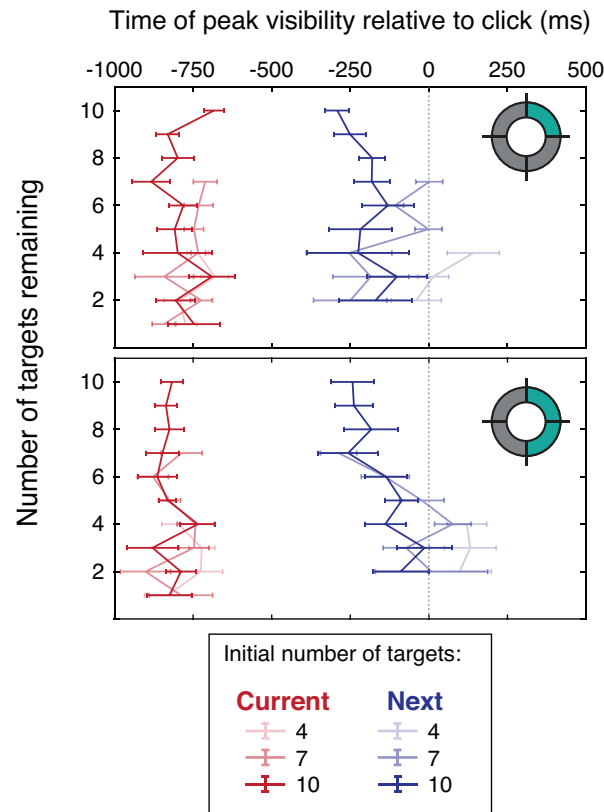 Time of peak visibility relative to click (ms)
-1000 -750 -500 -250 0 250 500
Number of targets remaining
10
8
6
4
2
10
8
6
4
2
Initial number of targets:
Current Next
4 4
7 7
10 10